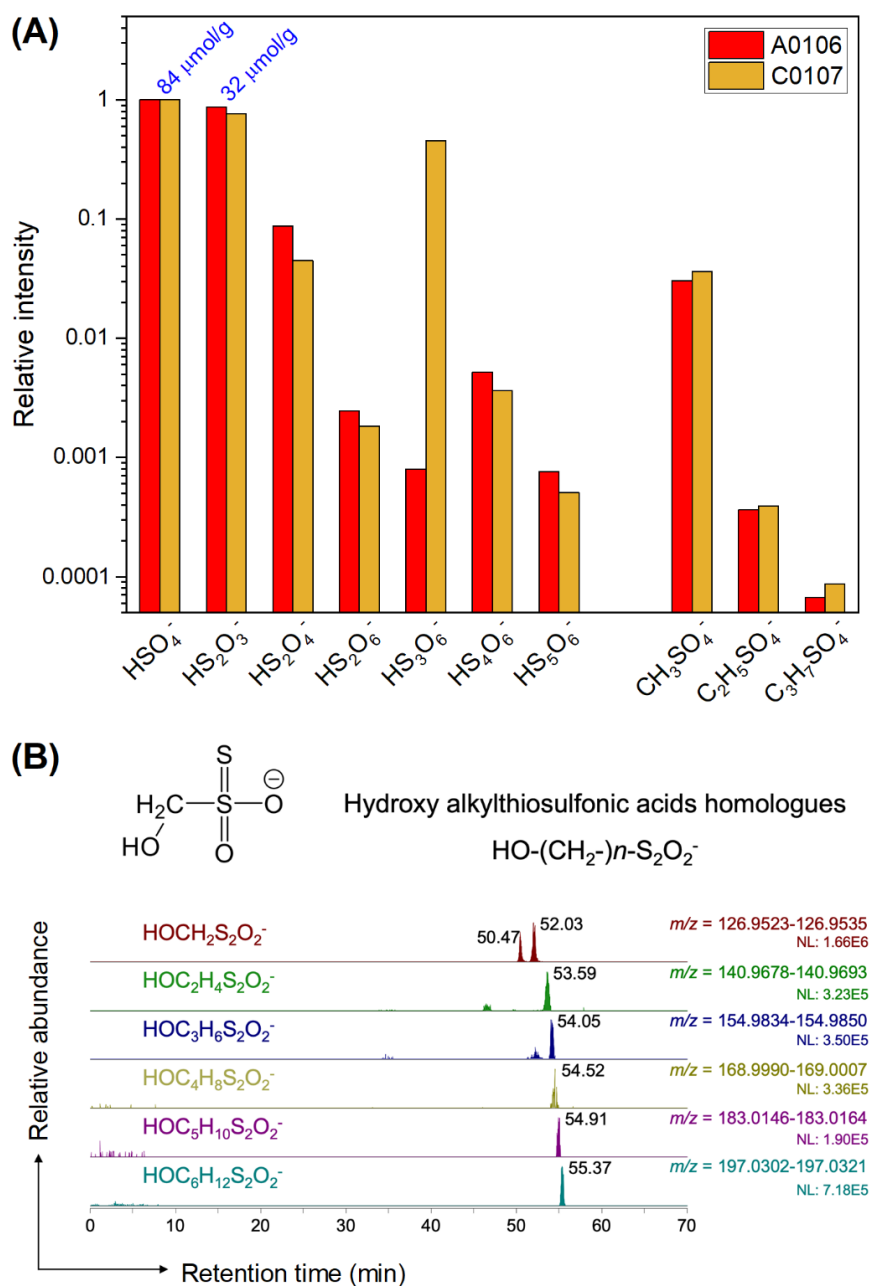 (A)
84 μmol/g
32 μmol/g
A0106
C0107
Relative intensity
1
0.1
0.01
0.001
0.0001
HSO₄⁻
HS₂O₃⁻
HS₂O₄⁻
HS₂O₆⁻
HS₃O₆⁻
HS₄O₆⁻
HS₅O₆⁻
CH₃SO₄⁻
C₂H₅SO₄⁻
C₃H₇SO₄⁻
(B)
S
H₂C S O
HO O
Hydroxy alkylthiosulfonic acids homologues
HO-(CH₂-)n-S₂O₂⁻
Relative abundance
HOCH₂S₂O₂⁻ 50.47 52.03 m/z = 126.9523-126.9535
NL: 1.66E6
HOC₂H₄S₂O₂⁻ 53.59 m/z = 140.9678-140.9693
NL: 3.23E5
HOC₃H₆S₂O₂⁻ 54.05 m/z = 154.9834-154.9850
NL: 3.50E5
HOC₄H₈S₂O₂⁻ 54.52 m/z = 168.9990-169.0007
NL: 3.36E5
HOC₅H₁₀S₂O₂⁻ 54.91 m/z = 183.0146-183.0164
NL: 1.90E5
HOC₆H₁₂S₂O₂⁻ 55.37 m/z = 197.0302-197.0321
NL: 7.18E5
0 10 20 30 40 50 60 70
Retention time (min)